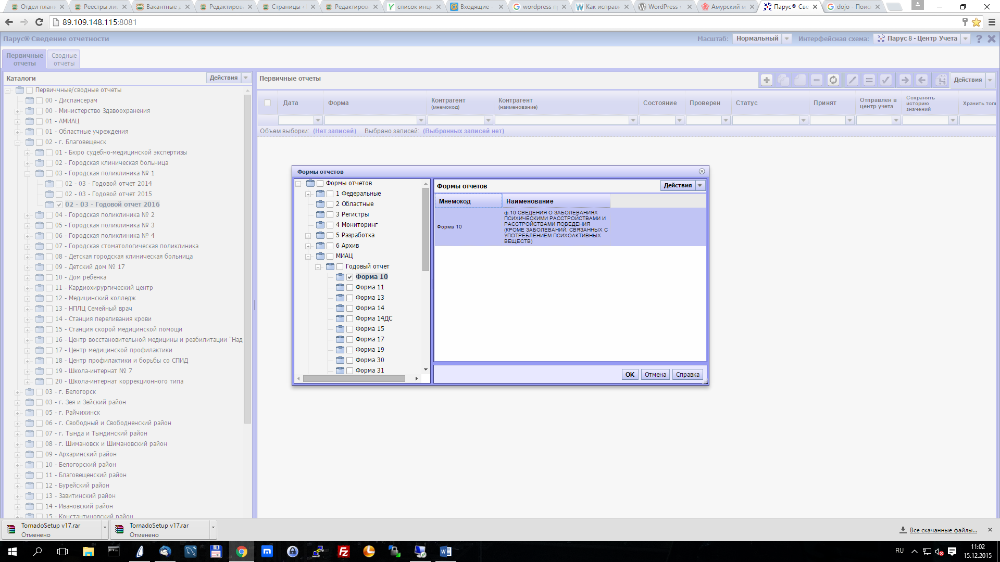 Отдел план
Реестры ли
Вакантные д
Редактирова
Страницы ‹
Редактирова
список инц
Входящие -
wordpress п
Как исправи
WordPress ›
Амурский м
Парус® Све
dojo - Поис
89.109.148.115:8081
Парус® Сведение отчетности
Масштаб:
Нормальный
Интерфейсная схема:
Парус 8 - Центр Учета
Первичные
отчеты
Сводные
отчеты
Каталоги
Действия
Первичные отчеты
Действия
Первичные/сводные отчеты
00 - Диспансерам
00 - Министерство Здавоохранения
01 - АМИАЦ
01 - Областные учреждения
02 - г. Благовещенск
01 - Бюро судебно-медицинской экспертизы
02 - Городская клиническая больница
03 - Городская поликлиника № 1
02 - 03 - Годовой отчет 2014
02 - 03 - Годовой отчет 2015
02 - 03 - Годовой отчет 2016
04 - Городская поликлиника № 2
05 - Городская поликлиника № 3
06 - Городская поликлиника № 4
07 - Городская стоматологическая поликлиника
08 - Детская городская клиническая больница
09 - Детский дом № 17
10 - Дом ребенка
11 - Кардиохирургический центр
12 - Медицинский колледж
13 - НПЛЦ Семейный врач
14 - Станция переливания крови
15 - Станция скорой медицинской помощи
16 - Центр восстановительной медицины и реабилитации "Над
17 - Центр медицинской профилактики
18 - Центр профилактики и борьбы со СПИД
19 - Школа-интернат № 7
20 - Школа-интернат коррекционного типа
03 - г. Белогорск
03 - г. Зея и Зейский район
05 - г. Райчихинск
06 - г. Свободный и Свободненский район
07 - г. Тында и Тындинский район
08 - г. Шимановск и Шимановский район
09 - Архаринский район
10 - Белогорский район
11 - Благовещенский район
12 - Бурейский район
13 - Завитинский район
14 - Ивановский район
15 - Константиновский район
Дата
Форма
Контрагент
(мнемокод)
Контрагент
(наименование)
Состояние
Проверен
Статус
Принят
Отправлен в
центр учета
Сохранять
историю
значений
Хранить толь
Объем выборки: (Нет записей) Выбрано записей: (Выбранных записей нет)
Формы отчетов
Формы отчетов
1 Федеральные
2 Областные
3 Регистры
4 Мониторинг
5 Разработка
6 Архив
МИАЦ
Годовый отчет
Форма 10
Форма 11
Форма 13
Форма 14
Форма 14ДС
Форма 15
Форма 17
Форма 19
Форма 30
Форма 31
Формы отчетов
Действия
Мнемокод
Наименование
Форма 10
ф.10 СВЕДЕНИЯ О ЗАБОЛЕВАНИЯХ
ПСИХИЧЕСКИМИ РАССТРОЙСТВАМИ И
РАССТРОЙСТВАМИ ПОВЕДЕНИЯ
(КРОМЕ ЗАБОЛЕВАНИЙ, СВЯЗАННЫХ С
УПОТРЕБЛЕНИЕМ ПСИХОАКТИВНЫХ
ВЕЩЕСТВ)
OK
Отмена
Справка
TornadoSetup v17.rar
Отменено
TornadoSetup v17.rar
Отменено
Все скачанные файлы...
RU
11:02
15.12.2015